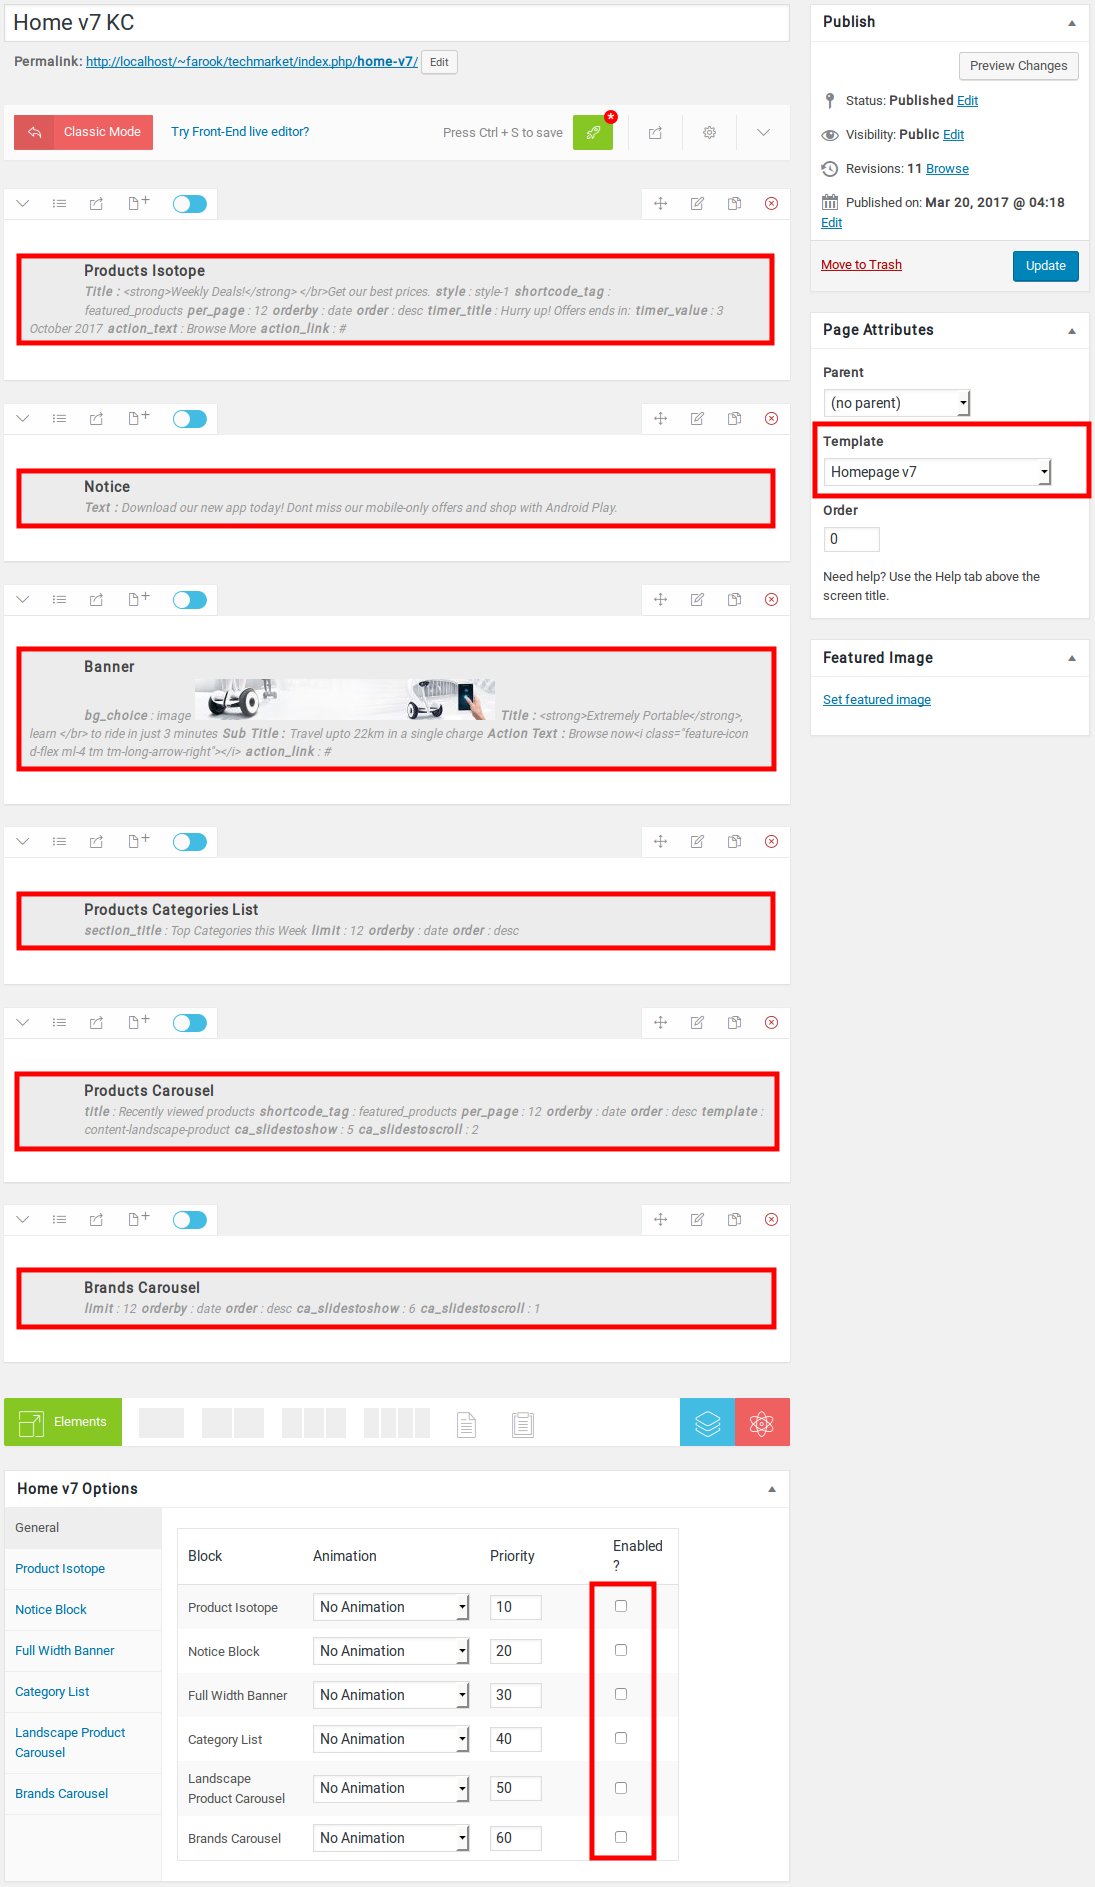 Home v7 KC
Permalink: http://localhost/~farook/techmarket/index.php/home-v7/ Edit
Classic Mode Try Front-End live editor? Press Ctrl + S to save *
Products Isotope
Title : <strong>Weekly Deals!</strong> </br>Get our best prices. style : style-1 shortcode_tag :
featured_products per_page : 12 orderby : date order : desc timer_title : Hurry up! Offers ends in: timer_value : 3
October 2017 action_text : Browse More action_link : #
Notice
Text : Download our new app today! Dont miss our mobile-only offers and shop with Android Play.
Banner
bg_choice : image Title : <strong>Extremely Portable</strong>,
learn </br> to ride in just 3 minutes Sub Title : Travel upto 22km in a single charge Action Text : Browse now<i class="feature-icon
d-flex ml-4 tm tm-long-arrow-right"></i> action_link : #
Products Categories List
section_title : Top Categories this Week limit : 12 orderby : date order : desc
Products Carousel
title : Recently viewed products shortcode_tag : featured_products per_page : 12 orderby : date order : desc template :
content-landscape-product ca_slidestoshow : 5 ca_slidestoscroll : 2
Brands Carousel
limit : 12 orderby : date order : desc ca_slidestoshow : 6 ca_slidestoscroll : 1
Elements
Home v7 Options
General
Product Isotope
Notice Block
Full Width Banner
Category List
Landscape Product
Carousel
Brands Carousel
Block Animation Priority Enabled
?
Product Isotope No Animation 10
Notice Block No Animation 20
Full Width Banner No Animation 30
Category List No Animation 40
Landscape
Product Carousel No Animation 50
Brands Carousel No Animation 60
Publish
Preview Changes
Status: Published Edit
Visibility: Public Edit
Revisions: 11 Browse
Published on: Mar 20, 2017 @ 04:18
Edit
Move to Trash Update
Page Attributes
Parent
(no parent)
Template
Homepage v7
Order
0
Need help? Use the Help tab above the
screen title.
Featured Image
Set featured image